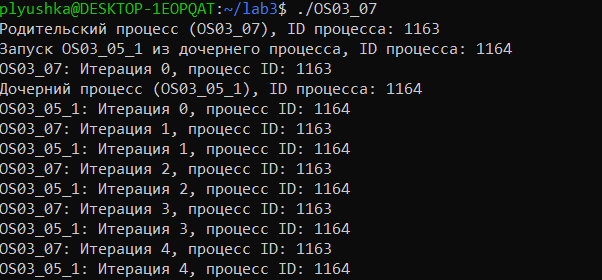 plyushka@DESKTOP-1EOPQAT:~/lab3$ ./OS03_07
Родительский процесс (OS03_07), ID процесса: 1163
Запуск OS03_05_1 из дочернего процесса, ID процесса: 1164
OS03_07: Итерация 0, процесс ID: 1163
Дочерний процесс (OS03_05_1), ID процесса: 1164
OS03_05_1: Итерация 0, процесс ID: 1164
OS03_07: Итерация 1, процесс ID: 1163
OS03_05_1: Итерация 1, процесс ID: 1164
OS03_07: Итерация 2, процесс ID: 1163
OS03_05_1: Итерация 2, процесс ID: 1164
OS03_07: Итерация 3, процесс ID: 1163
OS03_05_1: Итерация 3, процесс ID: 1164
OS03_07: Итерация 4, процесс ID: 1163
OS03_05_1: Итерация 4, процесс ID: 1164